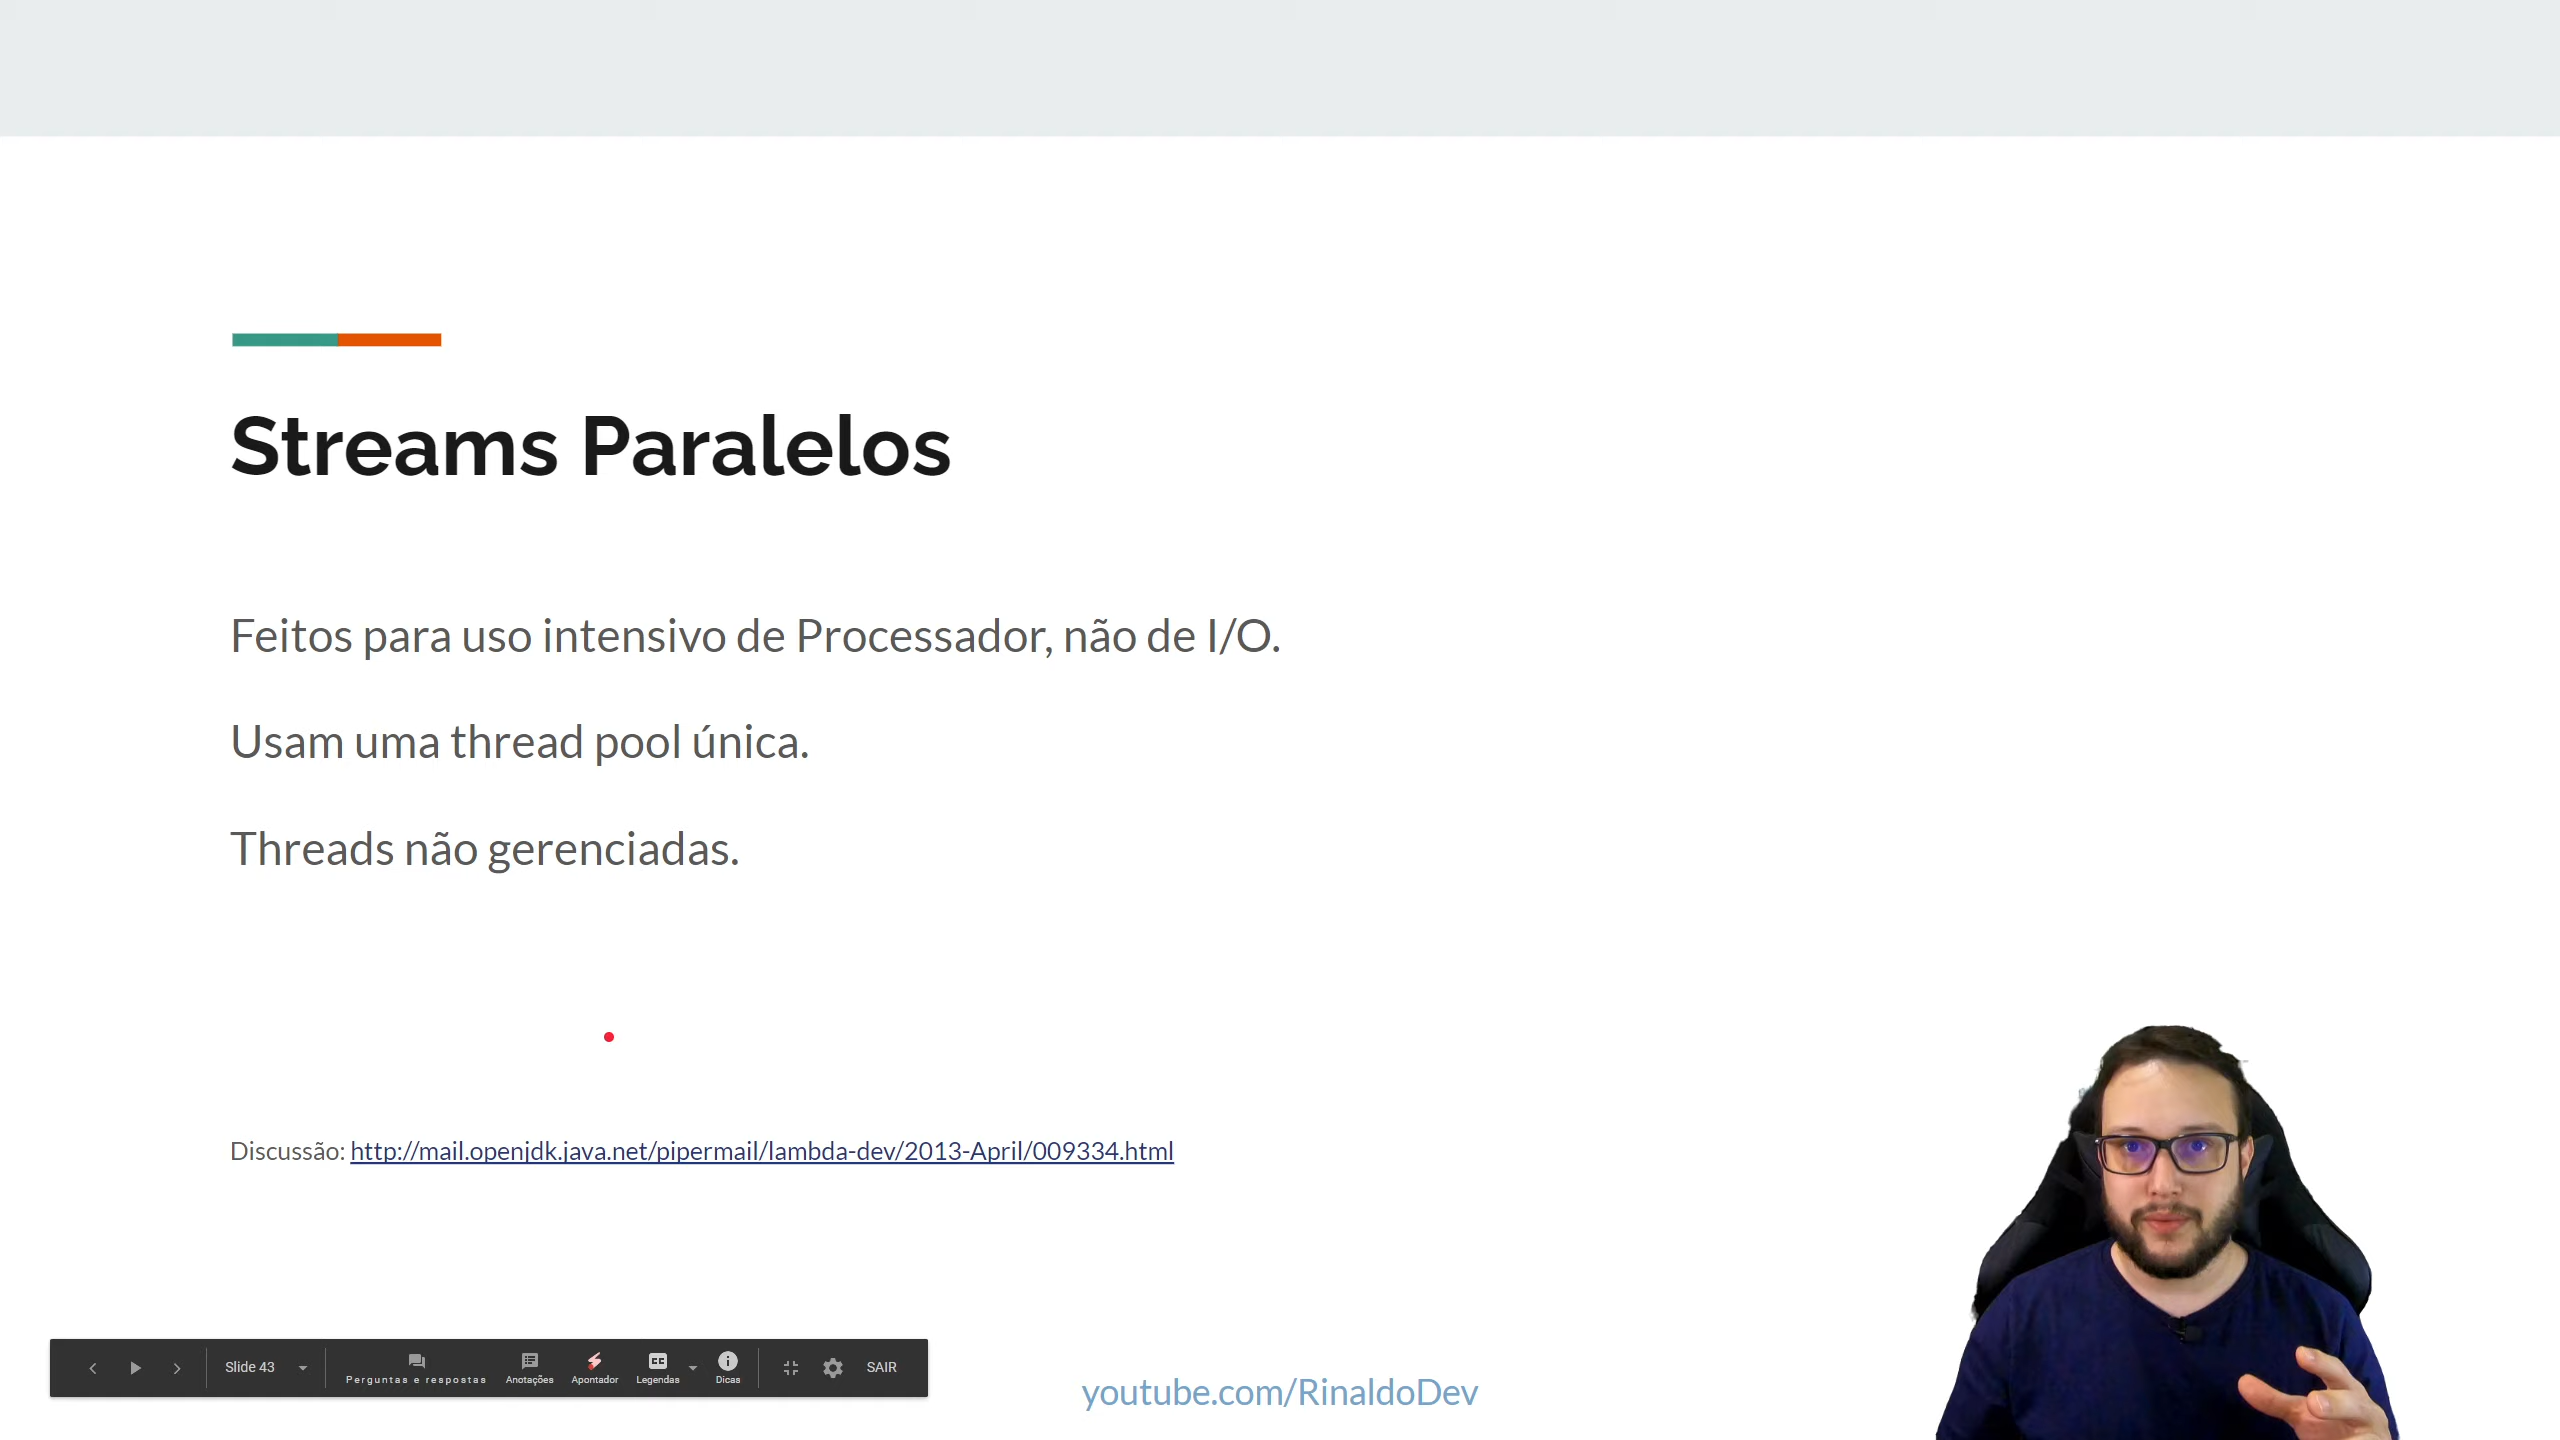 Streams Paralelos
Feitos para uso intensivo de Processador, não de I/O.
Usam uma thread pool única.
Threads não gerenciadas.
Discussão: http://mail.openjdk.java.net/pipermail/lambda-dev/2013-April/009334.html
Slide 43
Perguntas e respostas
Anotações
Apontador
CC
Legendas
Dicas
SAIR
youtube.com/RinaldoDev